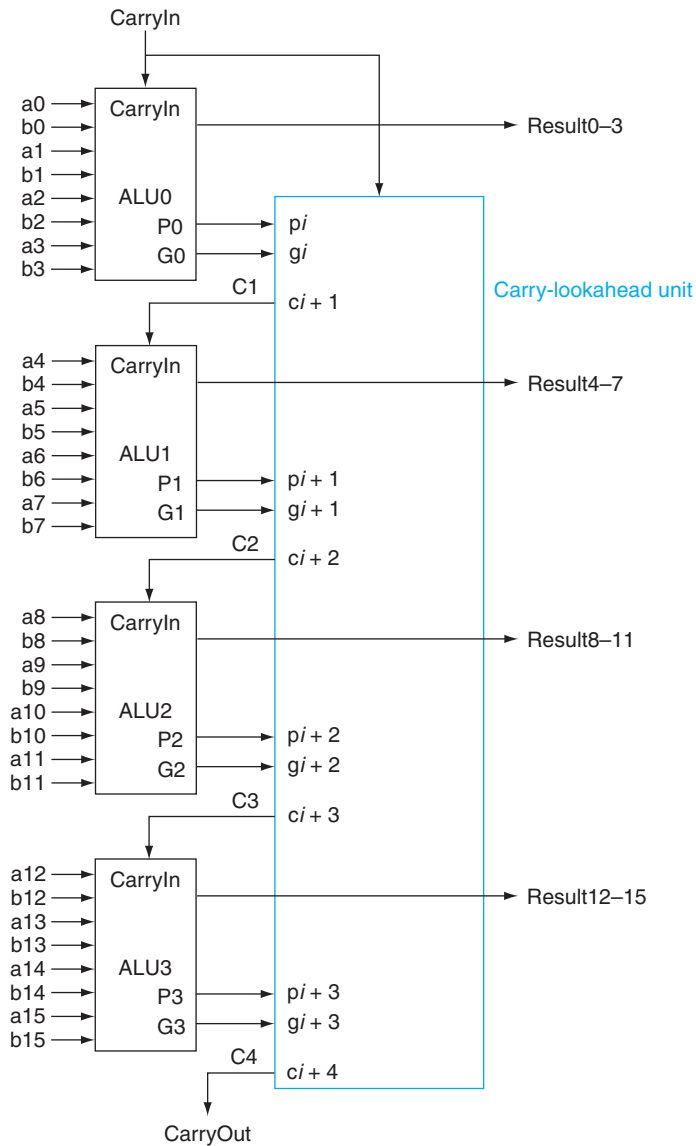 CarryIn
a0
b0
a1
b1
a2
b2
a3
b3
CarryIn
ALU0
P0
G0
Result0–3
pi
gi
C1
ci + 1
Carry-lookahead unit
a4
b4
a5
b5
a6
b6
a7
b7
CarryIn
ALU1
P1
G1
Result4–7
pi + 1
gi + 1
C2
ci + 2
a8
b8
a9
b9
a10
b10
a11
b11
CarryIn
ALU2
P2
G2
Result8–11
pi + 2
gi + 2
C3
ci + 3
a12
b12
a13
b13
a14
b14
a15
b15
CarryIn
ALU3
P3
G3
Result12–15
pi + 3
gi + 3
C4
ci + 4
CarryOut